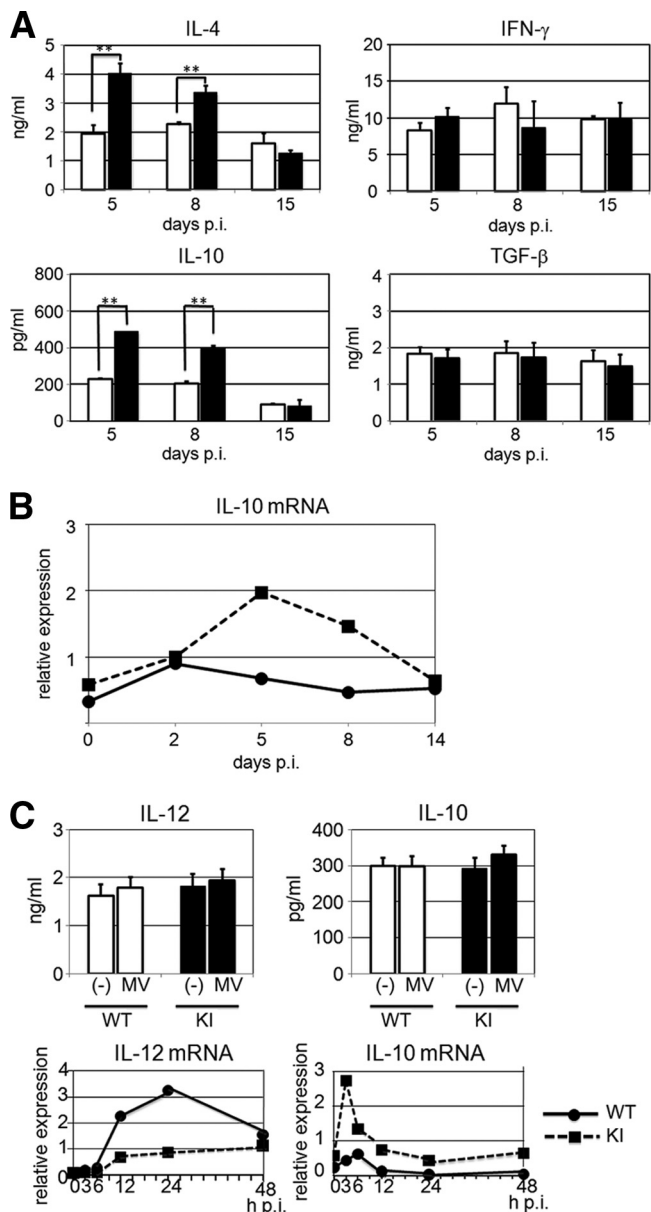 A
IL-4
ng/ml
5
4
3
2
1
0
**
**
5 8 15
days p.i.
IFN-γ
ng/ml
20
15
10
5
0
5 8 15
days p.i.
IL-10
pg/ml
800
600
400
200
0
**
**
5 8 15
days p.i.
TGF-β
ng/ml
4
3
2
1
0
5 8 15
days p.i.
B
IL-10 mRNA
relative expression
3
2
1
0 2 5 8 14
days p.i.
C
IL-12
ng/ml
3
2
1
0
(-) MV (-) MV
WT KI
IL-10
pg/ml
400
300
200
100
0
(-) MV (-) MV
WT KI
IL-12 mRNA
relative expression
4
3
2
1
0
0 3 6 12 24 48
h p.i.
IL-10 mRNA
relative expression
3
2
1
0
0 3 6 12 24 48
h p.i.
WT
KI